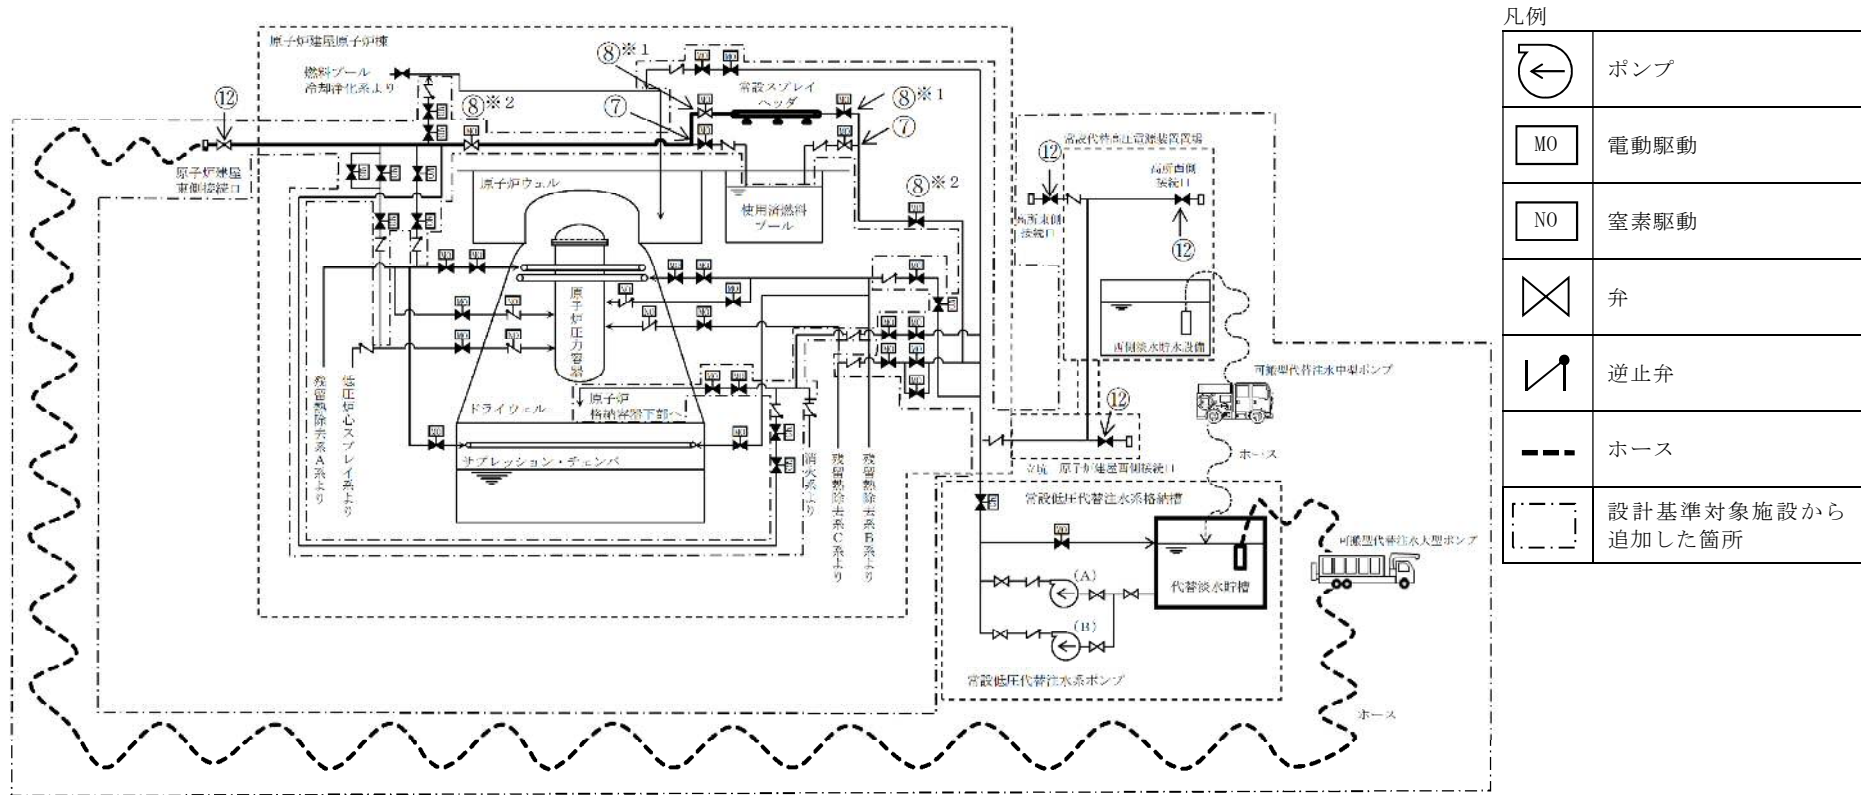 凡例
ポンプ
MO
電動駆動
NO
窒素駆動
弁
逆止弁
ホース
設計基準対象施設から
追加した箇所
原子炉建屋原子炉棟
燃料プール
冷却浄化系より
⑫
⑧※2
⑧※1
⑦
常設スプレイ
ヘッダ
⑧※1
⑦
⑧※2
原子炉建屋
東側接続口
原子炉ウェル
使用済燃料
プール
常設代替高圧電源装置置場
⑫
高所東側
接続口
高所西側
接続口
⑫
西側淡水貯水設備
可搬型代替注水中型ポンプ
原子炉圧力容器
ドライウェル
原子炉
格納容器下部へ
サプレッション・チェンバ
残留熱除去系A系より
低圧炉心スプレイ系より
消火系より
残留熱除去系C系より
残留熱除去系B系より
⑫
立坑 原子炉建屋西側接続口
ホース
常設低圧代替注水系格納槽
代替淡水貯槽
(A)
(B)
常設低圧代替注水系ポンプ
可搬型代替注水大型ポンプ
ホース